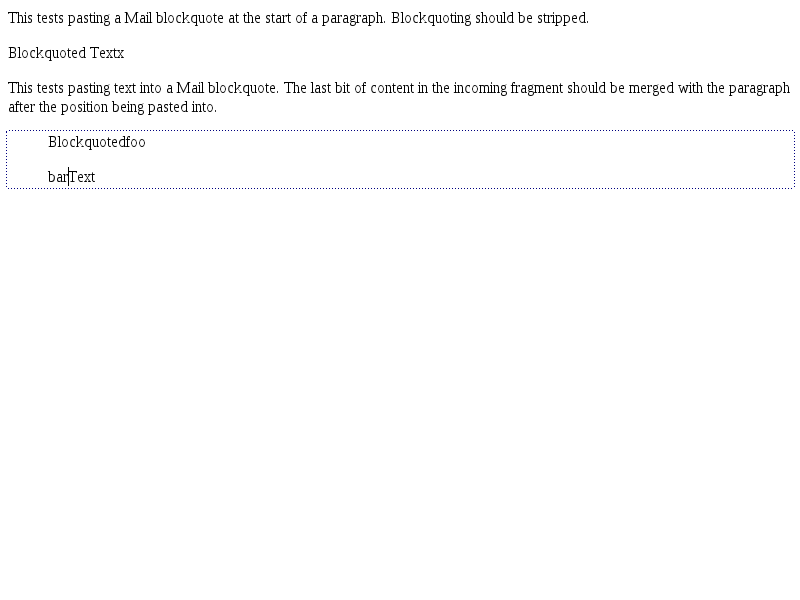 This tests pasting a Mail blockquote at the start of a paragraph. Blockquoting should be stripped.
Blockquoted Textx
This tests pasting text into a Mail blockquote. The last bit of content in the incoming fragment should be merged with the paragraph
after the position being pasted into.
Blockquotedfoo
barText